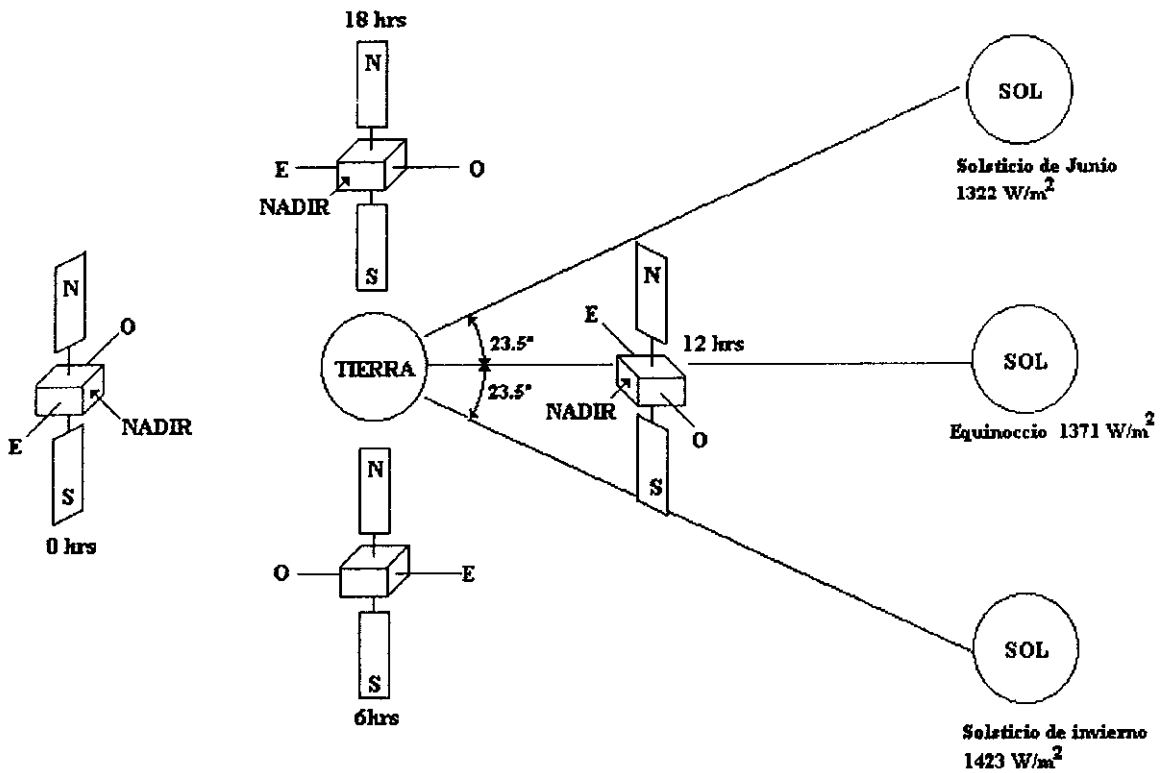 18 hrs
N
E
O
NADIR
S
SOL
Solsticio de Junio
1322 W/m²
N
O
E
NADIR
S
0 hrs
TIERRA
23.5°
23.5°
N
E
12 hrs
NADIR
O
S
SOL
Equinoccio 1371 W/m²
N
O
E
S
6hrs
SOL
Solsticio de invierno
1423 W/m²